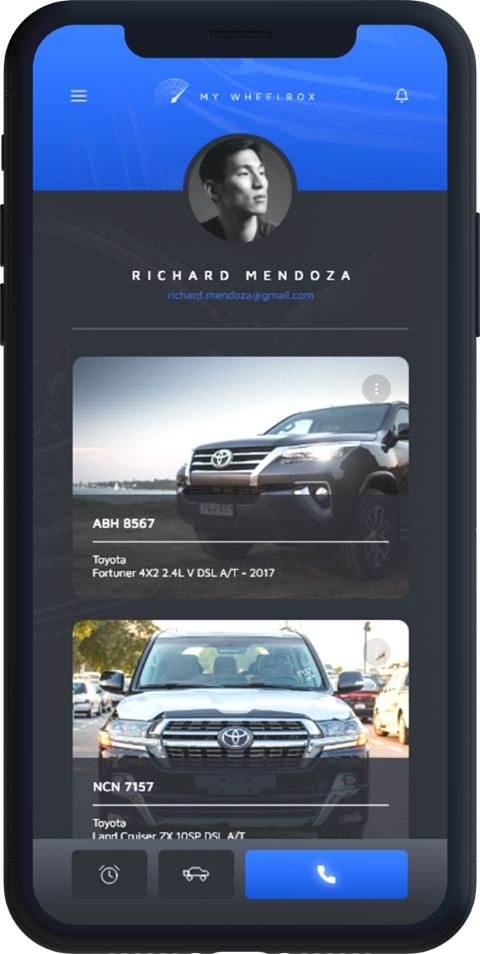 MY WHEELBOX
RICHARD MENDOZA
richard.mendoza@gmail.com
ABH 8567
Toyota
Fortuner 4X2 2.4L V DSL A/T - 2017
NCN 7157
Toyota
Land Cruiser ZX 10SP DSL A/T